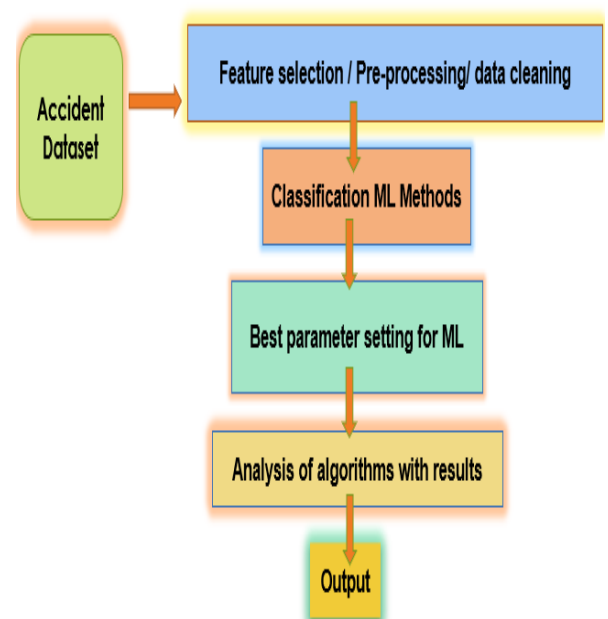 Accident
Dataset
Feature selection / Pre-processing/ data cleaning
Classification ML Methods
Best parameter setting for ML
Analysis of algorithms with results
Output